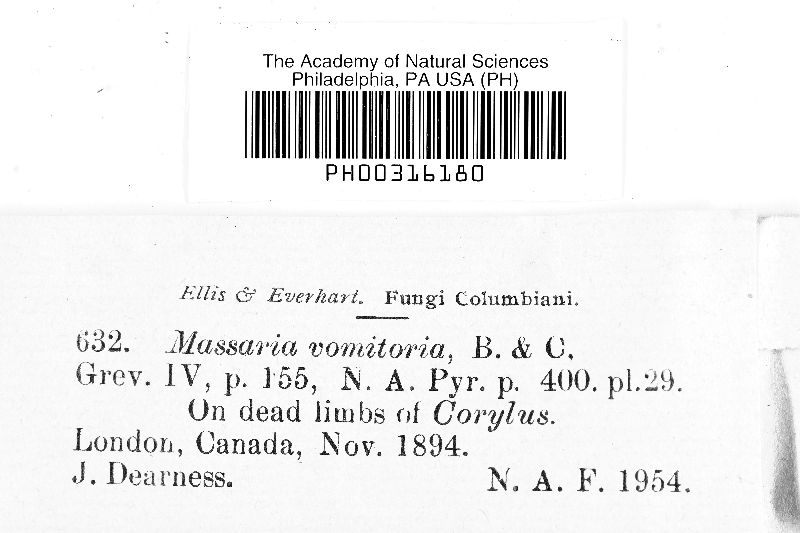 The Academy of Natural Sciences
Philadelphia, PA USA (PH)
PH00316180
Ellis & Everhart. Fungi Columbiani.
632. Massaria vomitoria, B. & C.
Grev. IV, p. 155, N. A. Pyr. p. 400. pl.29.
On dead limbs of Corylus.
London, Canada, Nov. 1894.
J. Dearness. N. A. F. 1954.